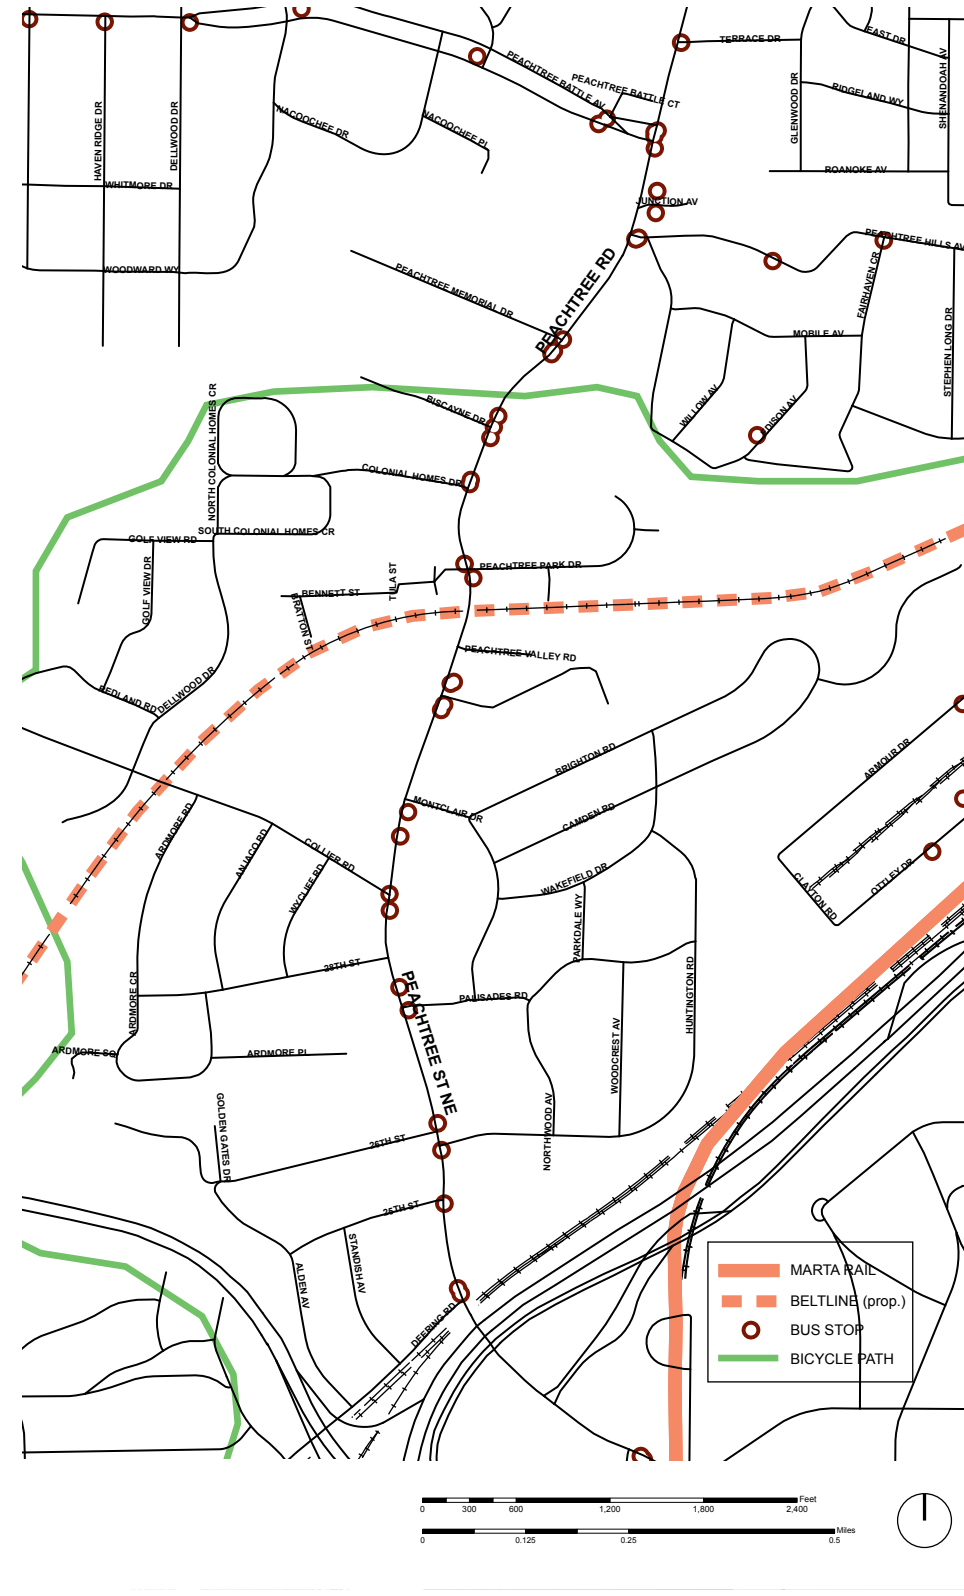 EAST DR
TERRACE DR
SHENANDOAH AV
PEACHTREE BATTLE AV
PEACHTREE BATTLE CT
RIDGELAND WY
GLENWOOD DR
HAVEN RIDGE DR
DELLWOOD DR
NACOOCHEE DR
NACOOCHEE PL
ROANOKE AV
WHITMORE DR
JUNCTION AV
PEACHTREE HILLS AV
WOODWARD WY
PEACHTREE MEMORIAL DR
PEACHTREE RD
FAIRHAVEN CR
MOBILE AV
STEPHEN LONG DR
NORTH COLONIAL HOMES CR
BISCAYNE DR
WILLOW AV
COLONIAL HOMES DR
SOUTH COLONIAL HOMES CR
GOLF VIEW RD
GOLF VIEW DR
TULA ST
PEACHTREE PARK DR
BENNETT ST
BRATTON ST
PEACHTREE VALLEY RD
REDLAND RD
DELLWOOD DR
BRIGHTON RD
ARMOUR DR
MONTCLAIR DR
CAMDEN RD
ARDMORE RD
ANJACO RD
COLLIER RD
WYCLIFF RD
WAKEFIELD DR
CLAYTON RD
OTTLEY DR
PARKDALE WY
28TH ST
PEACHTREE ST NE
PALISADES RD
HUNTINGTON RD
ARDMORE CR
ARDMORE SQ
ARDMORE PL
WOODCREST AV
GOLDEN GATES DR
NORTHWOOD AV
26TH ST
25TH ST
STANDISH AV
ALDEN AV
DEERING RD
MARTA RAIL
BELTLINE (prop.)
BUS STOP
BICYCLE PATH
0 300 600 1,200 1,800 2,400 Feet
0 0.125 0.25 0.5 Miles